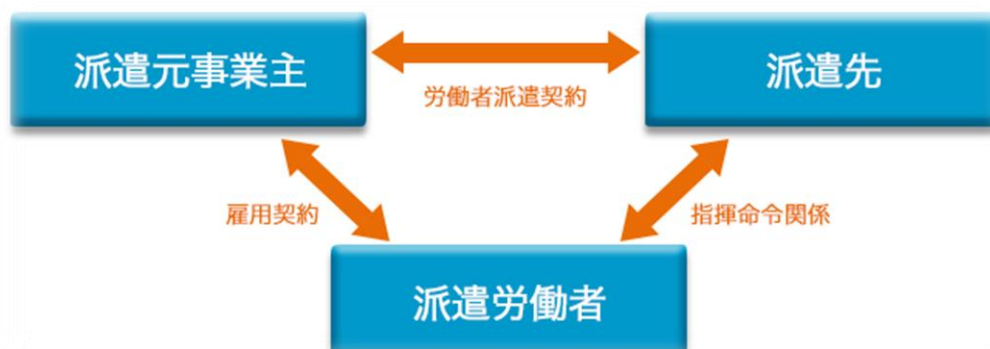 派遣元事業主
派遣先
労働者派遣契約
雇用契約
指揮命令関係
派遣労働者